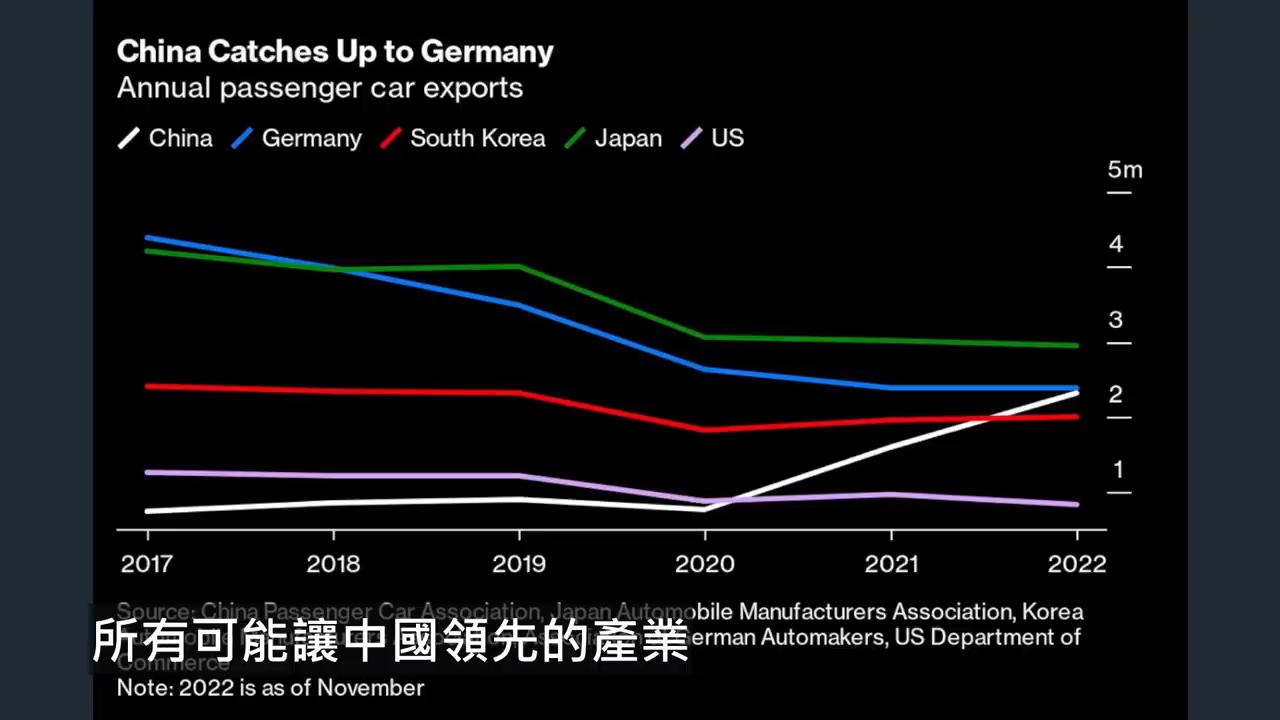 China Catches Up to Germany
Annual passenger car exports
China Germany South Korea Japan US
5m
4
3
2
1
2017 2018 2019 2020 2021 2022
Source: China Passenger Car Association, Japan Automobile Manufacturers Association, Korea
German Automakers, US Department of
Commerce
所有可能讓中國領先的產業
Note: 2022 is as of November